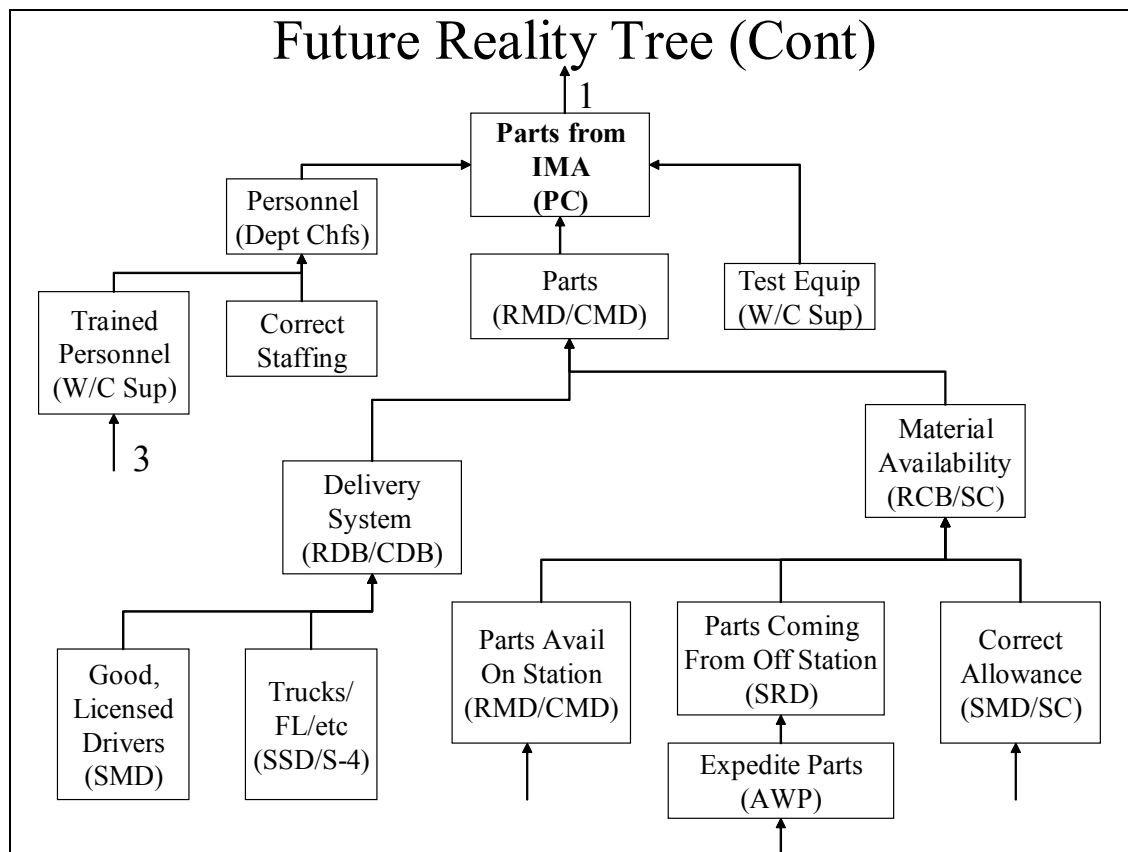 Future Reality Tree (Cont)
1
Parts from
IMA
(PC)
Personnel
(Dept Chfs)
Parts
(RMD/CMD)
Test Equip
(W/C Sup)
Trained
Personnel
(W/C Sup)
Correct
Staffing
3
Material
Availability
(RCB/SC)
Delivery
System
(RDB/CDB)
Good,
Licensed
Drivers
(SMD)
Trucks/
FL/etc
(SSD/S-4)
Parts Avail
On Station
(RMD/CMD)
Parts Coming
From Off Station
(SRD)
Correct
Allowance
(SMD/SC)
Expedite Parts
(AWP)